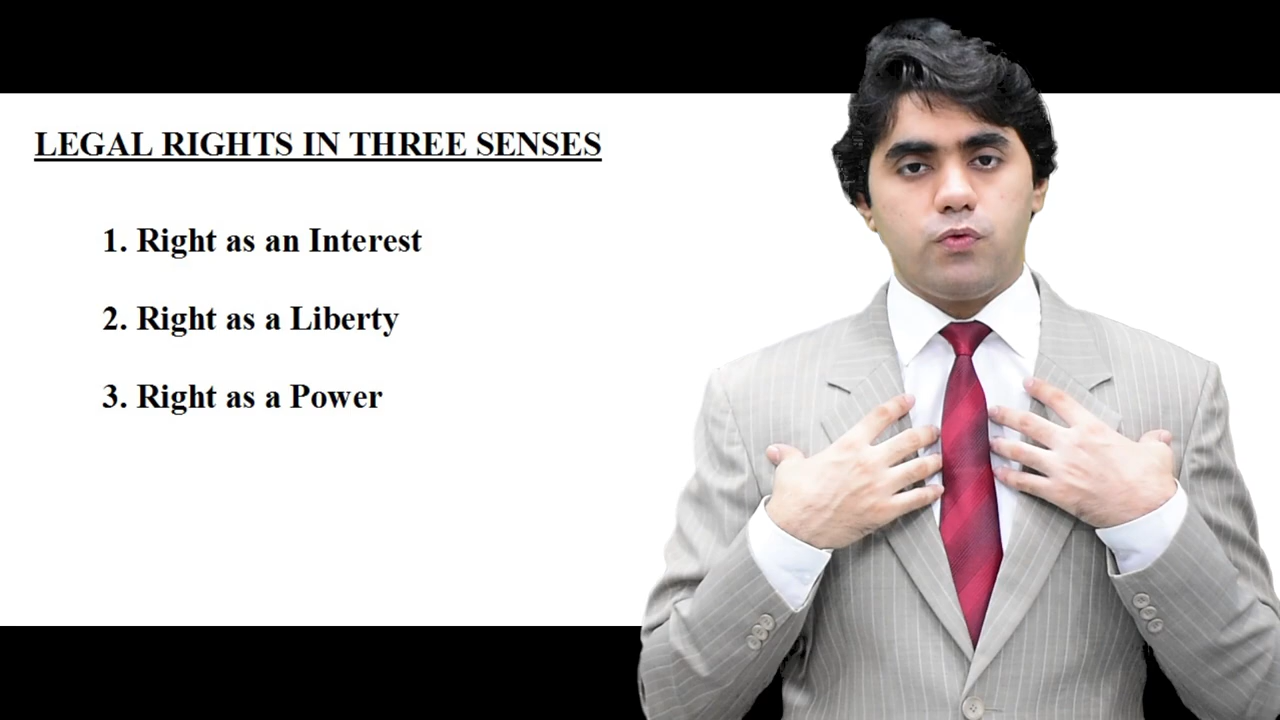 LEGAL RIGHTS IN THREE SENSES
1. Right as an Interest
2. Right as a Liberty
3. Right as a Power